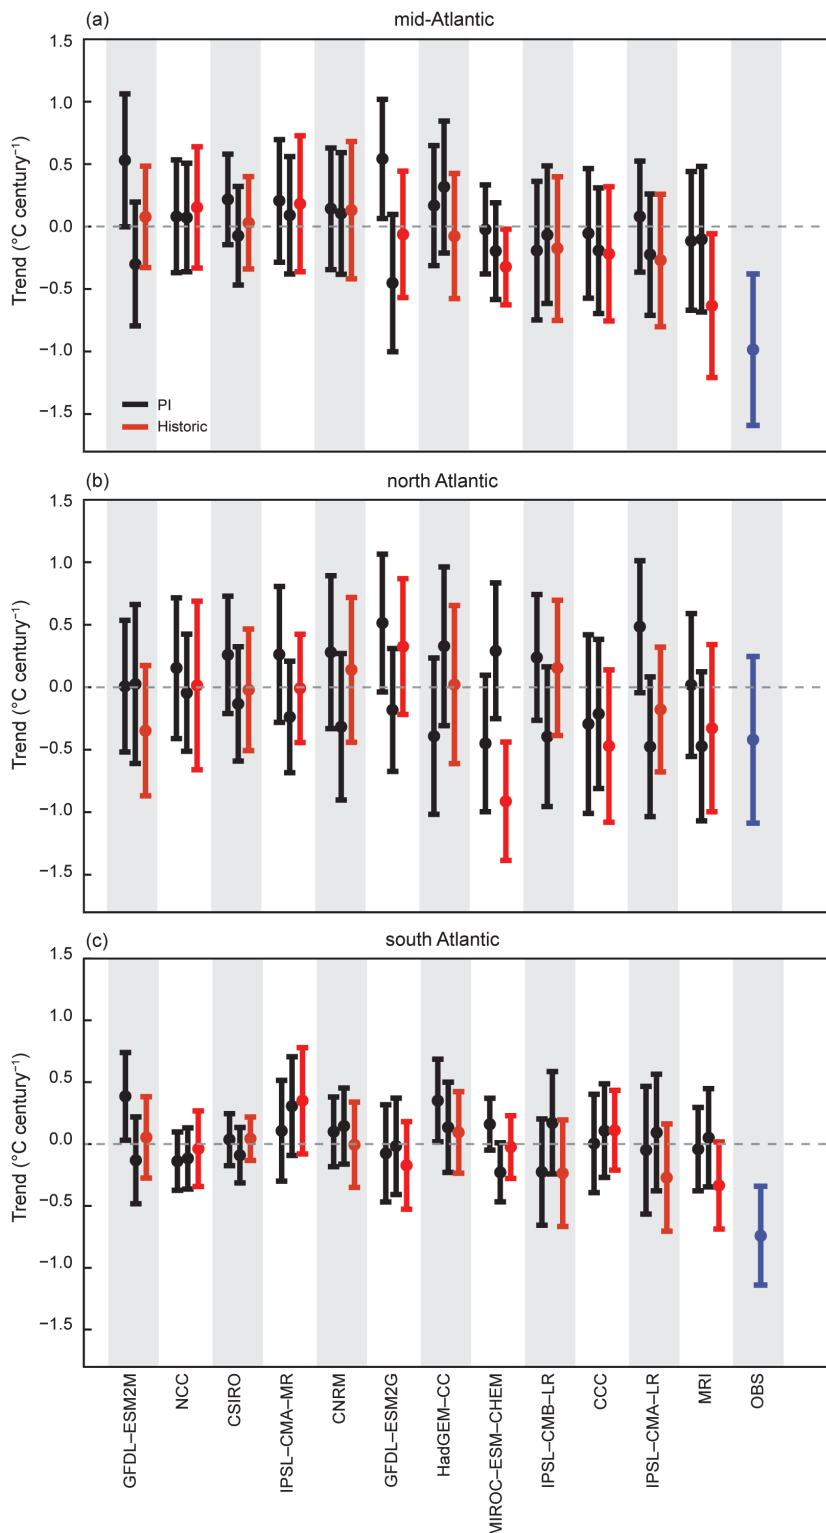 (a) mid-Atlantic
1.5
1.0
0.5
0.0
−0.5
−1.0
−1.5
Trend (°C century⁻¹)
PI
Historic
(b) north Atlantic
1.5
1.0
0.5
0.0
−0.5
−1.0
−1.5
Trend (°C century⁻¹)
(c) south Atlantic
1.5
1.0
0.5
0.0
−0.5
−1.0
−1.5
Trend (°C century⁻¹)
GFDL–ESM2M
NCC
CSIRO
IPSL–CMA–MR
CNRM
GFDL–ESM2G
HadGEM–CC
MIROC–ESM–CHEM
IPSL–CMB–LR
CCC
IPSL–CMA–LR
MRI
OBS